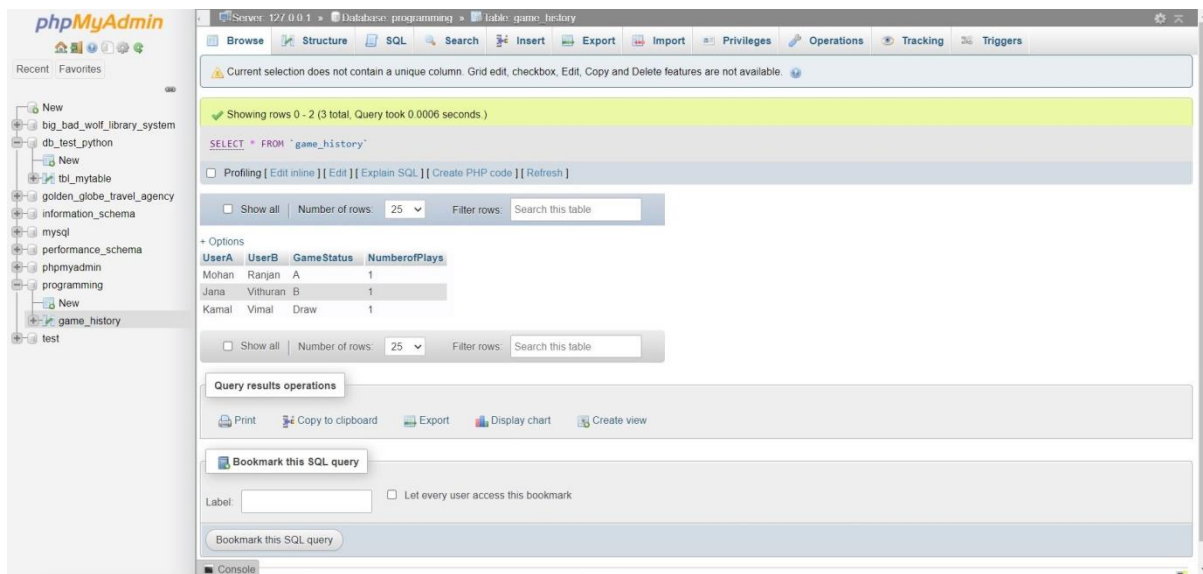 phpMyAdmin
Recent Favorites
New
big_bad_wolf_library_system
db_test_python
New
tbl_mytable
golden_globe_travel_agency
information_schema
mysql
performance_schema
phpmyadmin
programming
New
game_history
test
Server: 127.0.0.1 » Database: programming » Table: game_history
Browse Structure SQL Search Insert Export Import Privileges Operations Tracking Triggers
Current selection does not contain a unique column. Grid edit, checkbox, Edit, Copy and Delete features are not available.
Showing rows 0 - 2 (3 total, Query took 0.0006 seconds.)
SELECT * FROM `game_history`
Profiling [ Edit inline ] [ Edit ] [ Explain SQL ] [ Create PHP code ] [ Refresh ]
Show all Number of rows: 25 Filter rows: Search this table
+ Options
UserA UserB GameStatus NumberofPlays
Mohan Ranjan A 1
Jana Vithuran B 1
Kamal Vimal Draw 1
Show all Number of rows: 25 Filter rows: Search this table
Query results operations
Print Copy to clipboard Export Display chart Create view
Bookmark this SQL query
Label: Let every user access this bookmark
Bookmark this SQL query
Console